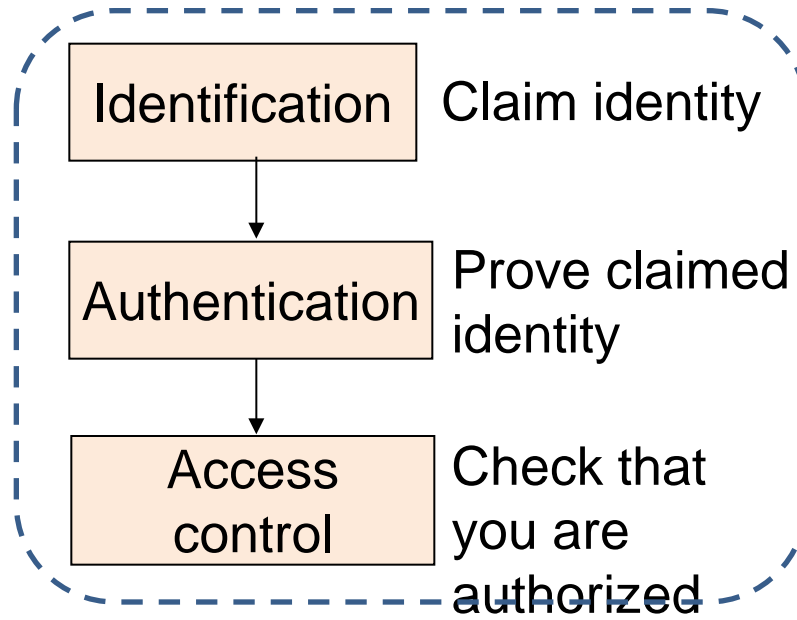 Identification
Claim identity
Authentication
Prove claimed
identity
Access
control
Check that
you are
authorized